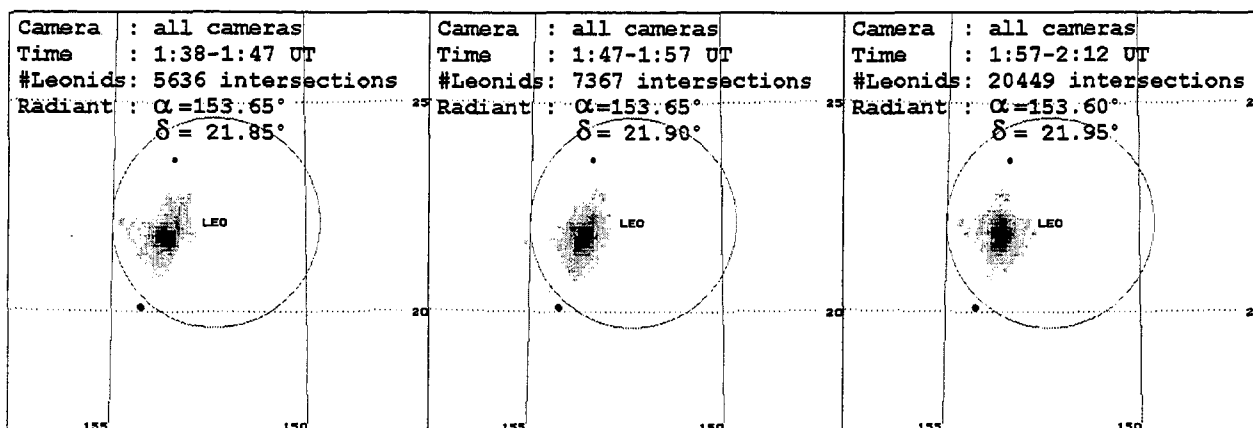 Camera : all cameras
Time : 1:38-1:47 UT
#Leonids: 5636 intersections
Radiant : α=153.65°
δ = 21.85°
25
LEO
20
155
150
Camera : all cameras
Time : 1:47-1:57 UT
#Leonids: 7367 intersections
Radiant : α=153.65°
δ = 21.90°
25
LEO
20
155
150
Camera : all cameras
Time : 1:57-2:12 UT
#Leonids: 20449 intersections
Radiant : α=153.60°
δ = 21.95°
2
LEO
2
155
150